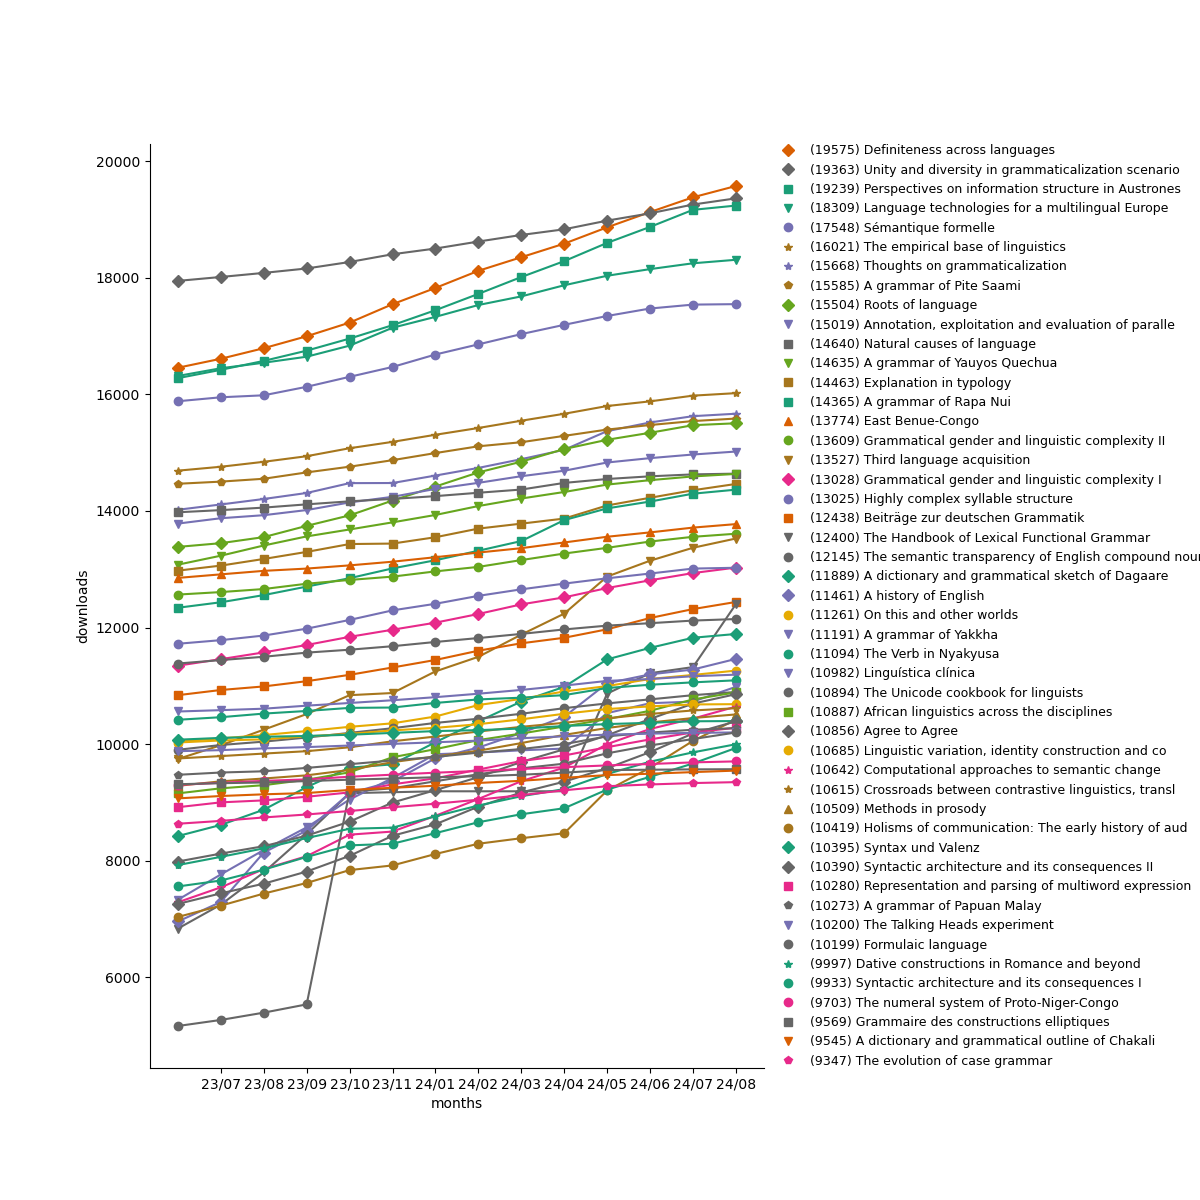 20000
18000
16000
14000
12000
10000
8000
6000
downloads
23/07 23/08 23/09 23/10 23/11 24/01 24/02 24/03 24/04 24/05 24/06 24/07 24/08
months
(19575) Definiteness across languages
(19363) Unity and diversity in grammaticalization scenario
(19239) Perspectives on information structure in Austrones
(18309) Language technologies for a multilingual Europe
(17548) Sémantique formelle
(16021) The empirical base of linguistics
(15668) Thoughts on grammaticalization
(15585) A grammar of Pite Saami
(15504) Roots of language
(15019) Annotation, exploitation and evaluation of paralle
(14640) Natural causes of language
(14635) A grammar of Yauyos Quechua
(14463) Explanation in typology
(14365) A grammar of Rapa Nui
(13774) East Benue-Congo
(13609) Grammatical gender and linguistic complexity II
(13527) Third language acquisition
(13028) Grammatical gender and linguistic complexity I
(13025) Highly complex syllable structure
(12438) Beiträge zur deutschen Grammatik
(12400) The Handbook of Lexical Functional Grammar
(12145) The semantic transparency of English compound nour
(11889) A dictionary and grammatical sketch of Dagaare
(11461) A history of English
(11261) On this and other worlds
(11191) A grammar of Yakkha
(11094) The Verb in Nyakyusa
(10982) Linguística clínica
(10894) The Unicode cookbook for linguists
(10887) African linguistics across the disciplines
(10856) Agree to Agree
(10685) Linguistic variation, identity construction and co
(10642) Computational approaches to semantic change
(10615) Crossroads between contrastive linguistics, transl
(10509) Methods in prosody
(10419) Holisms of communication: The early history of aud
(10395) Syntax und Valenz
(10390) Syntactic architecture and its consequences II
(10280) Representation and parsing of multiword expression
(10273) A grammar of Papuan Malay
(10200) The Talking Heads experiment
(10199) Formulaic language
(9997) Dative constructions in Romance and beyond
(9933) Syntactic architecture and its consequences I
(9703) The numeral system of Proto-Niger-Congo
(9569) Grammaire des constructions elliptiques
(9545) A dictionary and grammatical outline of Chakali
(9347) The evolution of case grammar